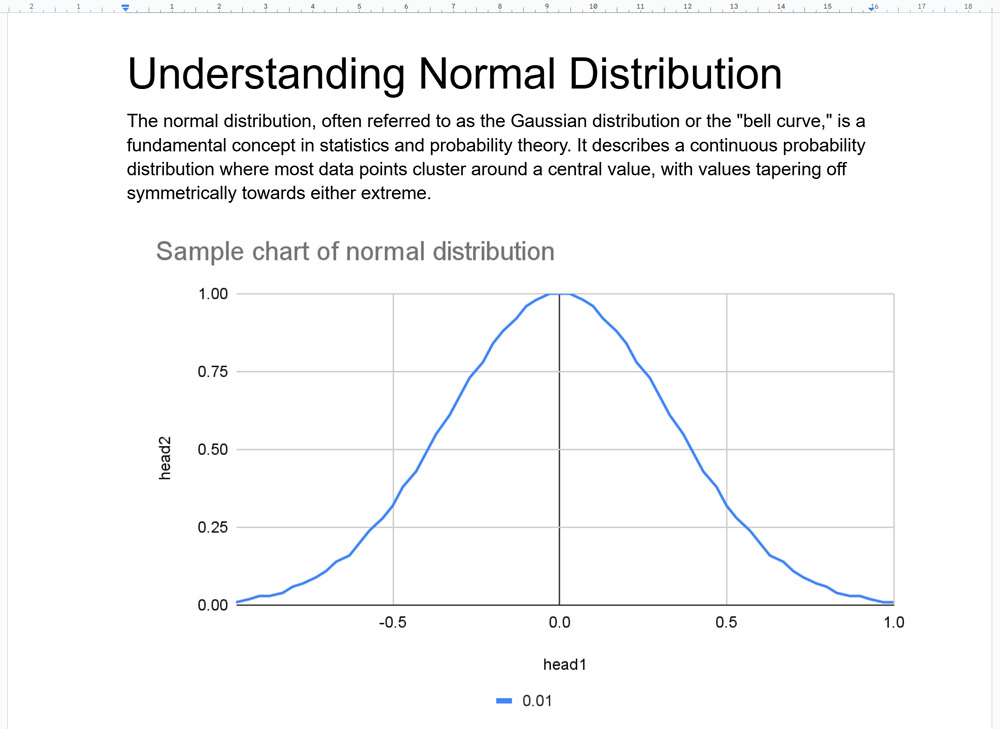 2 1 1 2 3 4 5 6 7 8 9 10 11 12 13 14 15 16 17 18
Understanding Normal Distribution
The normal distribution, often referred to as the Gaussian distribution or the "bell curve," is a
fundamental concept in statistics and probability theory. It describes a continuous probability
distribution where most data points cluster around a central value, with values tapering off
symmetrically towards either extreme.
Sample chart of normal distribution
1.00
0.75
0.50
0.25
0.00
head2
-0.5 0.0 0.5 1.0
head1
0.01